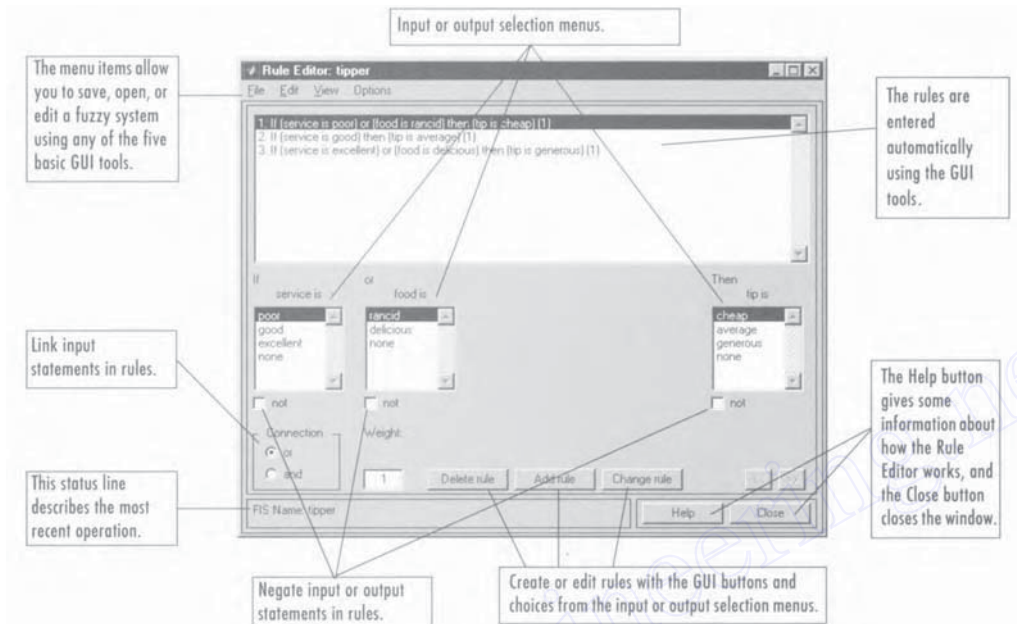 Input or output selection menus.
The menu items allow
you to save, open, or
edit a fuzzy system
using any of the five
basic GUI tools.
Rule Editor: tipper
File Edit View Options
1. If (service is poor) or (food is rancid) then (tip is cheap) (1)
2. If (service is good) then (tip is average) (1)
3. If (service is excellent) or (food is delicious) then (tip is generous) (1)
The rules are
entered
automatically
using the GUI
tools.
If
service is
or
food is
Then
tip is
poor
good
excellent
none
rancid
delicious
none
cheap
average
generous
none
Link input
statements in rules.
not
not
not
Connection
or
and
Weight:
1
Delete rule
Add rule
Change rule
The Help button
gives some
information about
how the Rule
Editor works, and
the Close button
closes the window.
This status line
describes the most
recent operation.
FIS Name: tipper
Help
Close
Negate input or output
statements in rules.
Create or edit rules with the GUI buttons and
choices from the input or output selection menus.